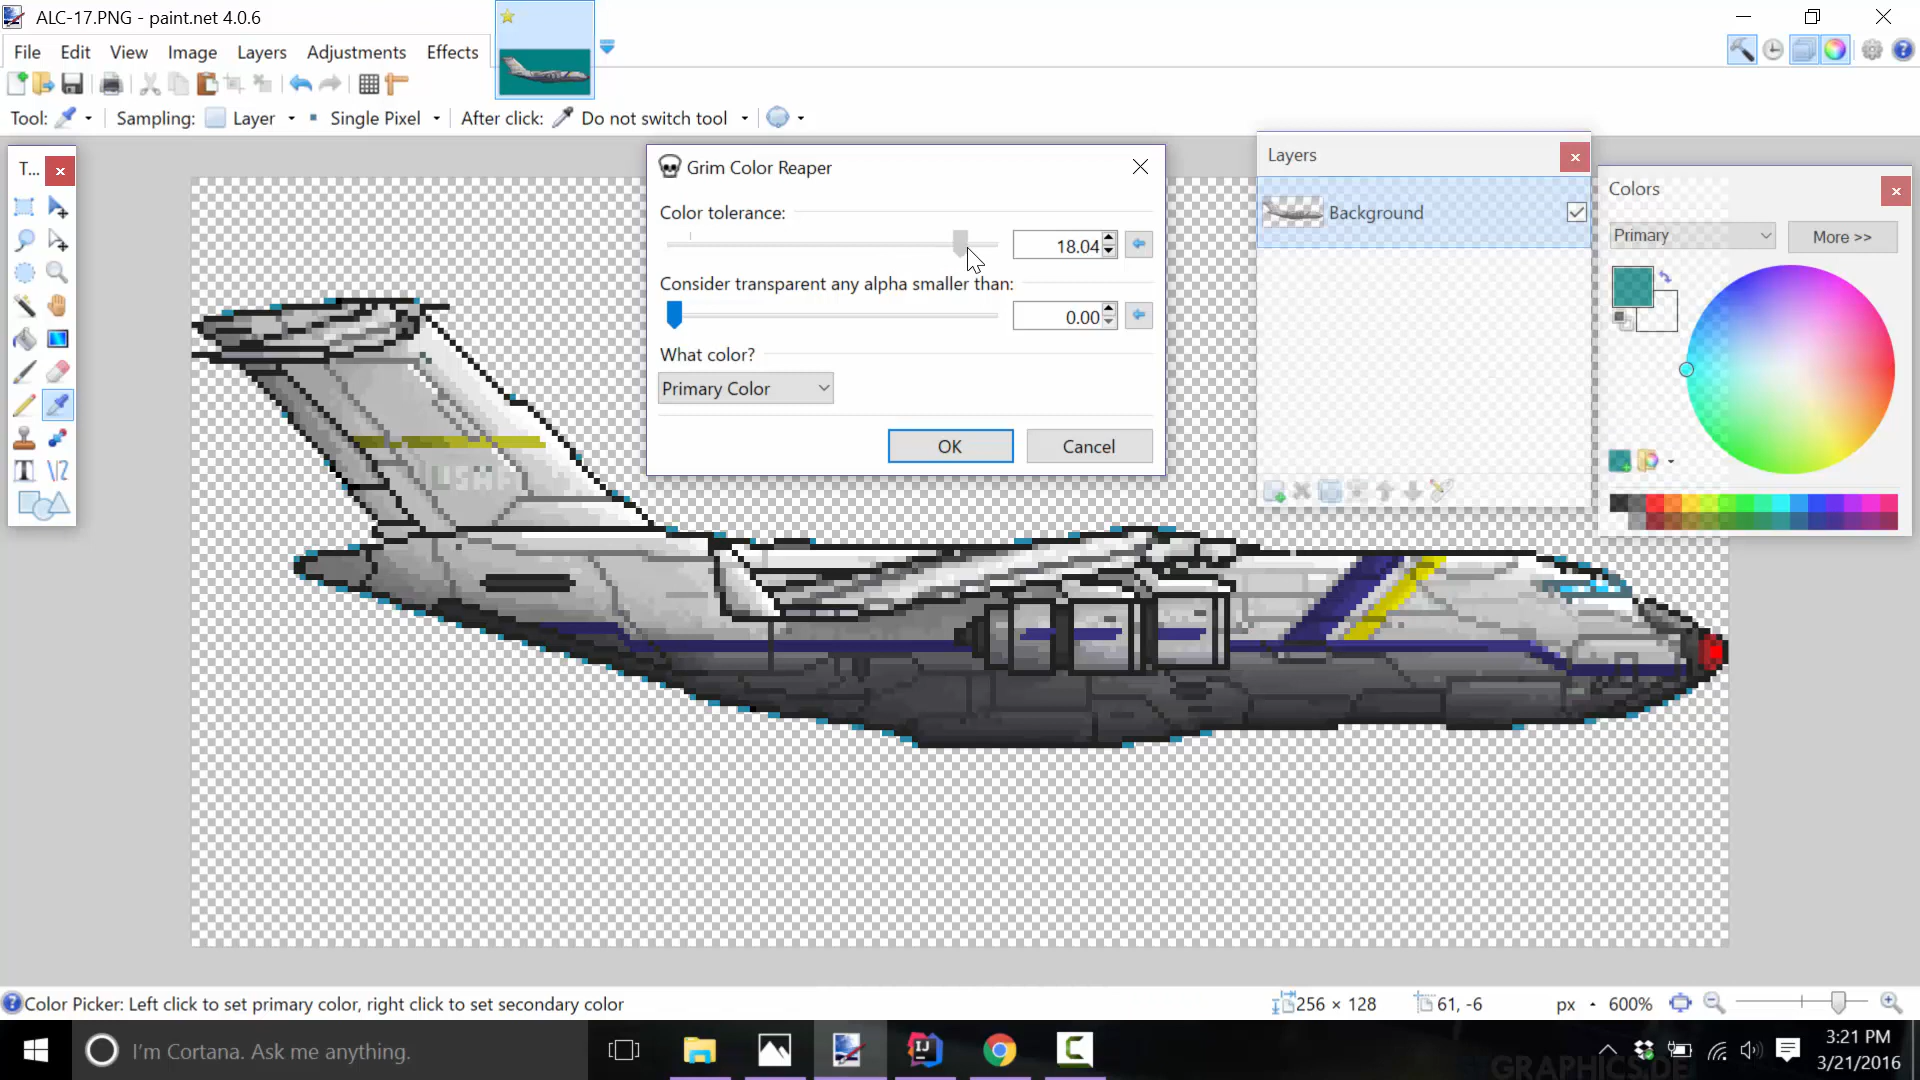 ALC-17.PNG - paint.net 4.0.6
File Edit View Image Layers Adjustments Effects
Tool: Sampling: Layer Single Pixel After click: Do not switch tool
T...
Grim Color Reaper
Color tolerance:
18.04
Consider transparent any alpha smaller than:
0.00
What color?
Primary Color
OK Cancel
Layers
Background
Colors
Primary More >>
Color Picker: Left click to set primary color, right click to set secondary color
256 × 128 61, -6 px 600%
I'm Cortana. Ask me anything.
3:21 PM
3/21/2016